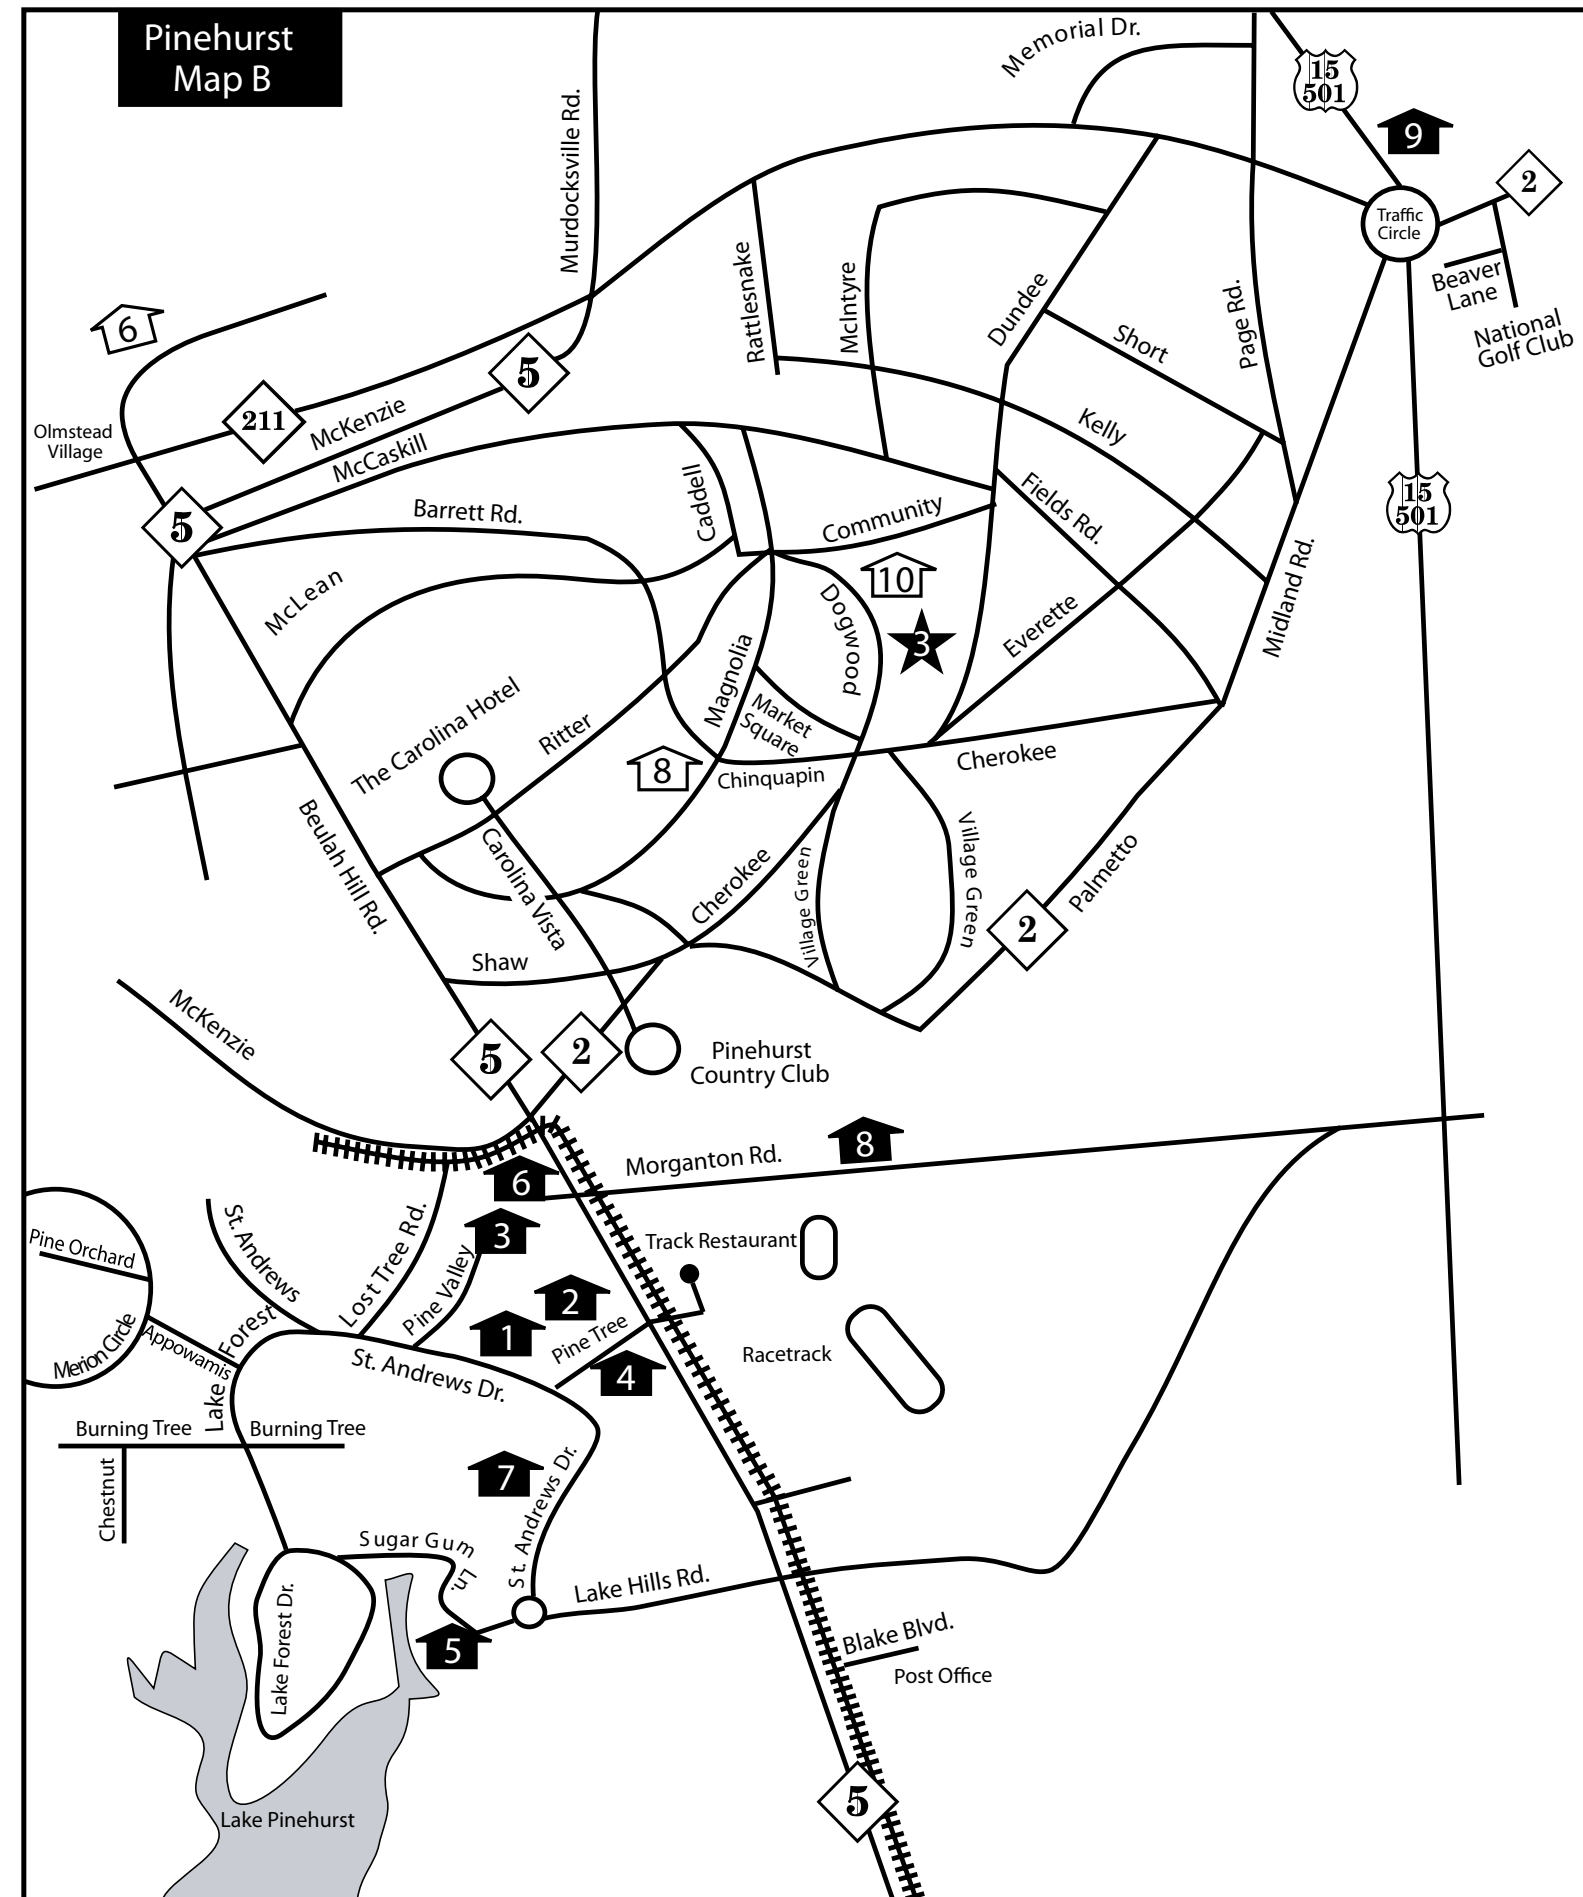 Pinehurst
Map B
Memorial Dr.
15
501
9
2
Traffic
Circle
Murdocksville Rd.
Beaver
Lane
National
Golf Club
Rattlesnake
McIntyre
Dundee
Page Rd.
Short
6
5
211
McKenzie
Olmstead
Village
McCaskill
Kelly
5
Barrett Rd.
Caddell
Community
Fields Rd.
15
501
10
McLean
Dogwood
3
Everette
Midland Rd.
Magnolia
Market
Square
The Carolina Hotel
Ritter
8
Chinquapin
Cherokee
Beulah Hill Rd.
Carolina Vista
Cherokee
Village Green
Village Green
Palmetto
2
Shaw
McKenzie
5
2
Pinehurst
Country Club
8
Morganton Rd.
6
3
St. Andrews
Lost Tree Rd.
Pine Valley
Pine Orchard
Merion Circle
Appowamis
Lake Forest
Track Restaurant
2
1
Pine Tree
4
Racetrack
St. Andrews Dr.
Burning Tree
Burning Tree
Chestnut
7
St. Andrews Dr.
Sugar Gum
Ln.
Lake Hills Rd.
Lake Forest Dr.
5
Blake Blvd.
Post Office
5
Lake Pinehurst